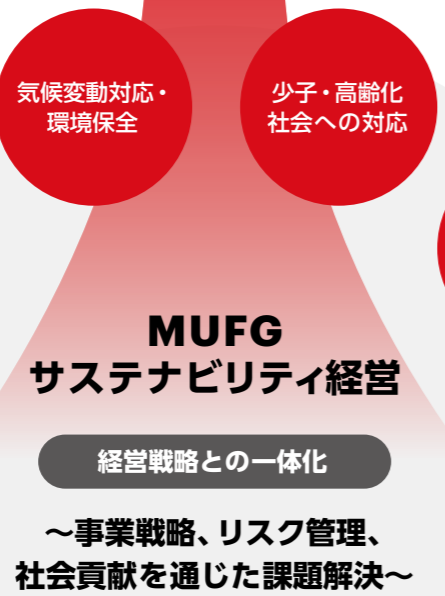 気候変動対応・
環境保全
少子・高齢化
社会への対応
MUFG
サステナビリティ経営
経営戦略との一体化
～事業戦略、リスク管理、
社会貢献を通じた課題解決～